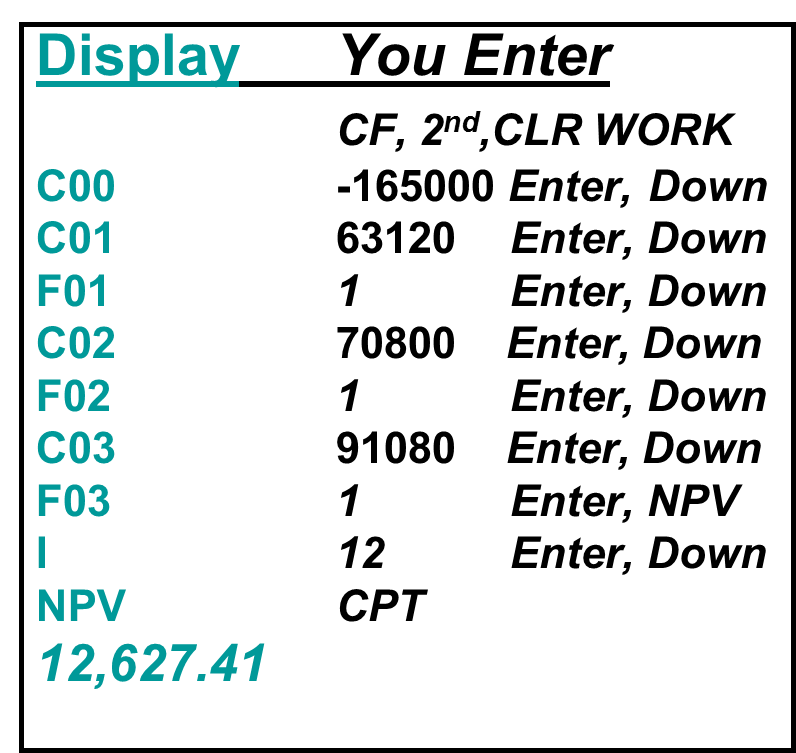 Display You Enter
CF, 2nd,CLR WORK
C00 -165000 Enter, Down
C01 63120 Enter, Down
F01 1 Enter, Down
C02 70800 Enter, Down
F02 1 Enter, Down
C03 91080 Enter, Down
F03 1 Enter, NPV
I 12 Enter, Down
NPV CPT
12,627.41